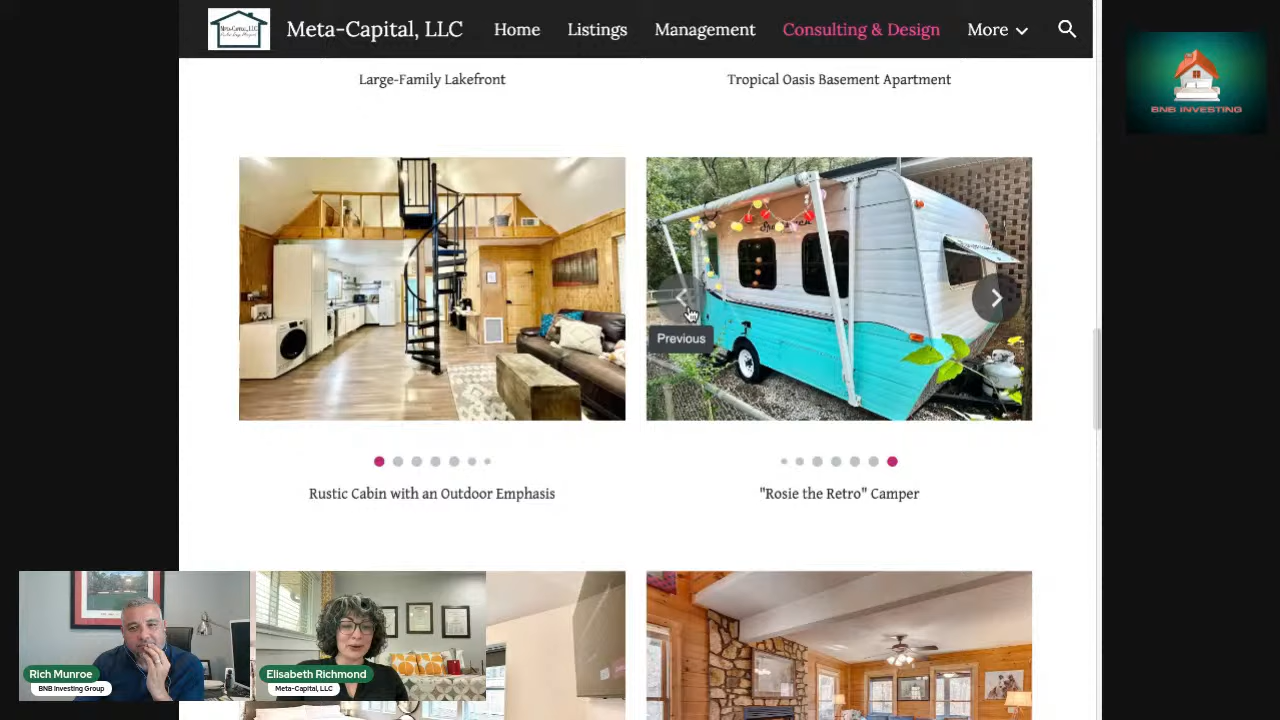 Meta-Capital, LLC
Home
Listings
Management
Consulting & Design
More
BNB INVESTING
Large-Family Lakefront
Tropical Oasis Basement Apartment
Previous
Rustic Cabin with an Outdoor Emphasis
"Rosie the Retro" Camper
Rich Munroe
BNB Investing Group
Elisabeth Richmond
Meta-Capital, LLC